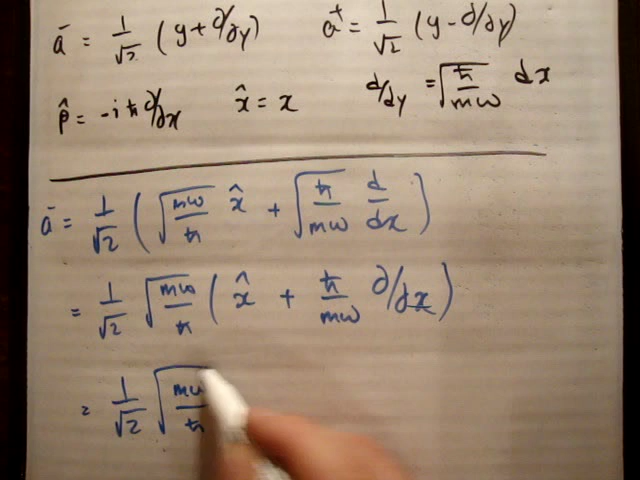 a⁻ = 1/√2 (y + ∂/∂y) a⁺ = 1/√2 (y - ∂/∂y)
p̂ = -iħ ∂/∂x x̂ = x d/dy = √(ħ/mω) dx
a⁻ = 1/√2 (√(mω/ħ) x̂ + √(ħ/mω) d/dx)
= 1/√2 √(mω/ħ) (x̂ + ħ/mω ∂/∂x)
= 1/√2 √(mω/ħ)